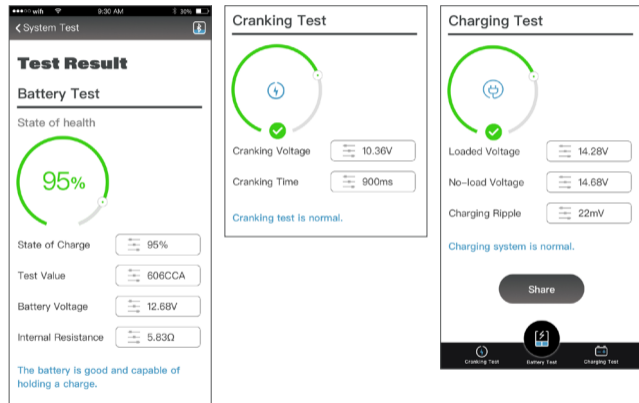 wifi 9:30 AM 30%
System Test
Test Result
Battery Test
State of health
95%
State of Charge 95%
Test Value 606CCA
Battery Voltage 12.68V
Internal Resistance 5.83Ω
The battery is good and capable of
holding a charge.
Cranking Test
Cranking Voltage 10.36V
Cranking Time 900ms
Cranking test is normal.
Charging Test
Loaded Voltage 14.28V
No-load Voltage 14.68V
Charging Ripple 22mV
Charging system is normal.
Share
Cranking Test Battery Test Charging Test